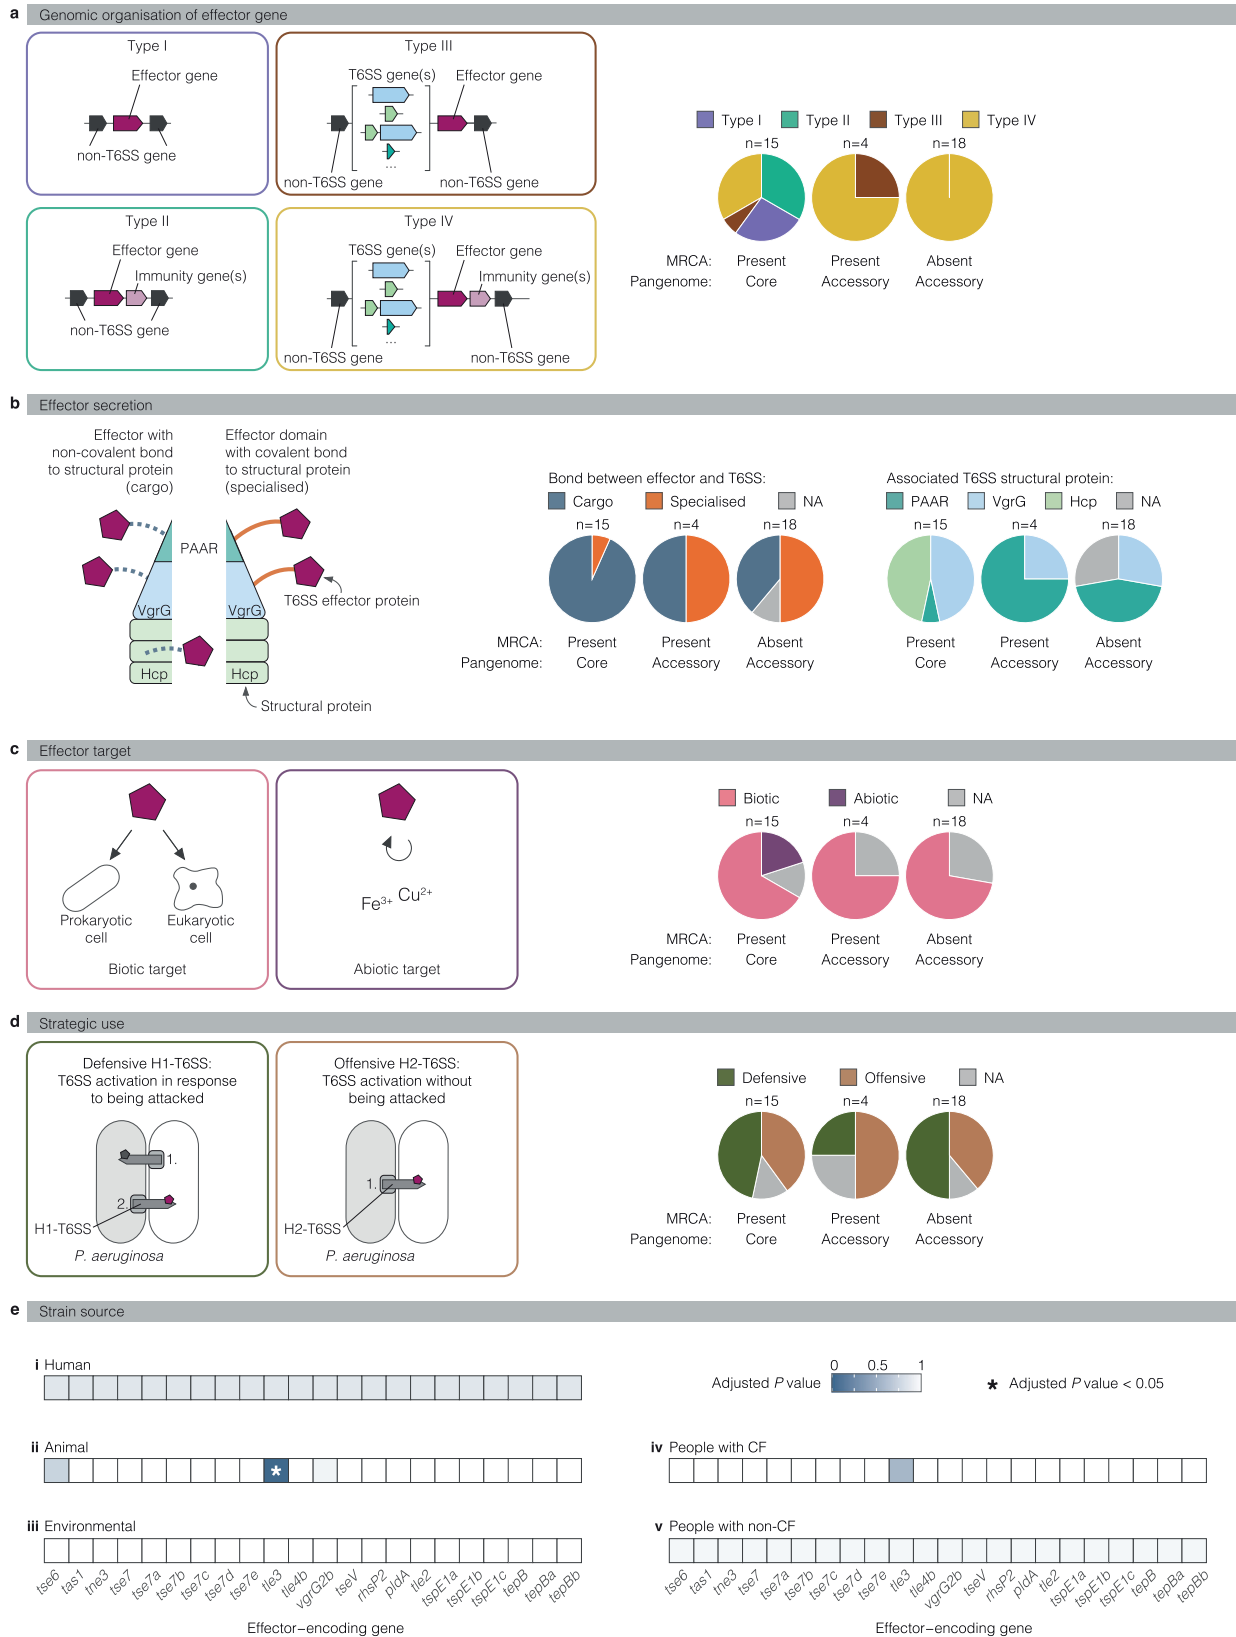 a Genomic organisation of effector gene
Type I
Effector gene
non-T6SS gene
Type III
T6SS gene(s)
Effector gene
...
non-T6SS gene
non-T6SS gene
Type II
Effector gene
Immunity gene(s)
non-T6SS gene
Type IV
T6SS gene(s)
Effector gene
Immunity gene(s)
...
non-T6SS gene
non-T6SS gene
Type I Type II Type III Type IV
n=15 n=4 n=18
MRCA: Present Present Absent
Pangenome: Core Accessory Accessory
b Effector secretion
Effector with
non-covalent bond
to structural protein
(cargo)
Effector domain
with covalent bond
to structural protein
(specialised)
PAAR
T6SS effector protein
VgrG VgrG
Hcp Hcp
Structural protein
Bond between effector and T6SS:
Cargo Specialised NA
n=15 n=4 n=18
MRCA: Present Present Absent
Pangenome: Core Accessory Accessory
Associated T6SS structural protein:
PAAR VgrG Hcp NA
n=15 n=4 n=18
Present Present Absent
Core Accessory Accessory
c Effector target
Prokaryotic
cell
Eukaryotic
cell
Biotic target
Fe3+ Cu2+
Abiotic target
Biotic Abiotic NA
n=15 n=4 n=18
MRCA: Present Present Absent
Pangenome: Core Accessory Accessory
d Strategic use
Defensive H1-T6SS:
T6SS activation in response
to being attacked
1.
2.
H1-T6SS
P. aeruginosa
Offensive H2-T6SS:
T6SS activation without
being attacked
1.
H2-T6SS
P. aeruginosa
Defensive Offensive NA
n=15 n=4 n=18
MRCA: Present Present Absent
Pangenome: Core Accessory Accessory
e Strain source
i Human
0 0.5 1
Adjusted P value
* Adjusted P value < 0.05
ii Animal
*
iv People with CF
iii Environmental
tse6 tas1 tne3 tse7 tse7a tse7b tse7c tse7d tse7e tle3 tle4b vgrG2b tseV rhsP2 pldA tle2 tspE1a tspE1b tspE1c tepB tepBa tepBb
Effector–encoding gene
v People with non-CF
tse6 tas1 tne3 tse7 tse7a tse7b tse7c tse7d tse7e tle3 tle4b vgrG2b tseV rhsP2 pldA tle2 tspE1a tspE1b tspE1c tepB tepBa tepBb
Effector–encoding gene